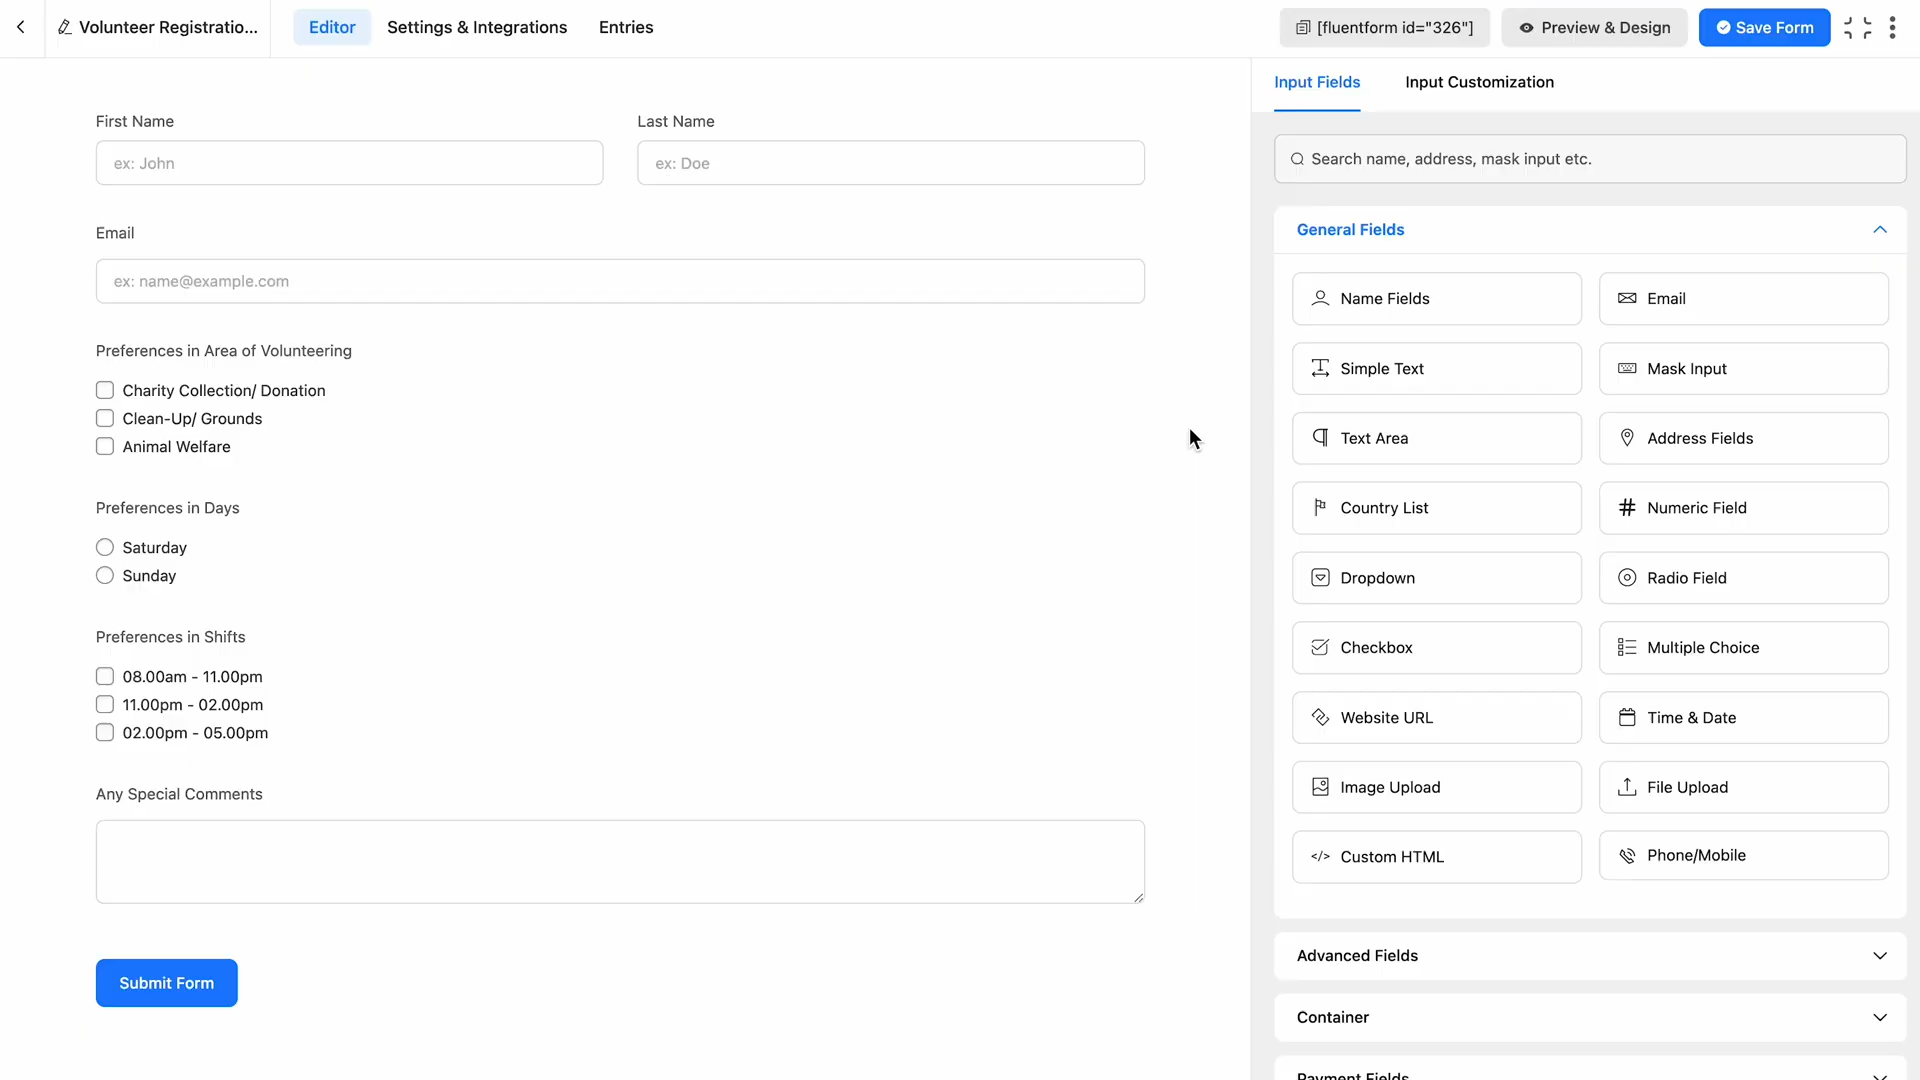 Volunteer Registratio...
Editor
Settings & Integrations
Entries
[fluentform id="326"]
Preview & Design
Save Form
First Name
Last Name
ex: John
ex: Doe
Email
ex: name@example.com
Preferences in Area of Volunteering
Charity Collection/ Donation
Clean-Up/ Grounds
Animal Welfare
Preferences in Days
Saturday
Sunday
Preferences in Shifts
08.00am - 11.00pm
11.00pm - 02.00pm
02.00pm - 05.00pm
Any Special Comments
Submit Form
Input Fields
Input Customization
Search name, address, mask input etc.
General Fields
Name Fields
Email
Simple Text
Mask Input
Text Area
Address Fields
Country List
Numeric Field
Dropdown
Radio Field
Checkbox
Multiple Choice
Website URL
Time & Date
Image Upload
File Upload
Custom HTML
Phone/Mobile
Advanced Fields
Container
Payment Fields